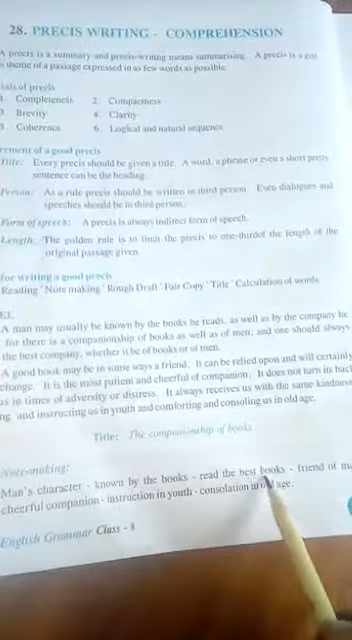 28. PRECIS WRITING - COMPREHENSION
A precis is a summary and precis-writing means summarising. A precis is a gist
theme of a passage expressed in as few words as possible.
ials of precis
1. Completeness 2. Compactness
3. Brevity 4. Clarity
5. Coherence 6. Logical and natural sequence
rement of a good precis
Title: Every precis should be given a title. A word, a phrase or even a short pretty
sentence can be the heading.
Person: As a rule precis should be written in third person. Even dialogues and
speeches should be in third person.
Form of speech: A precis is always indirect form of speech.
Length: The golden rule is to limit the precis to one-third of the length of the
original passage given.
for writing a good precis
Reading ' Note making ' Rough Draft ' Fair Copy ' Title ' Calculation of words.
EL
A man may usually be known by the books he reads, as well as by the company he
for there is a companionship of books as well as of men; and one should always
the best company, whether it be of books or of men.
A good book may be in some ways a friend. It can be relied upon and will certainly
change. It is the most patient and cheerful of companion. It does not turn its back
us in times of adversity or distress. It always receives us with the same kindness
ng and instructing us in youth and comforting and consoling us in old age.
Title: The companionship of books
Note-making:
Man's character - known by the books - read the best books - friend of ma
cheerful companion - instruction in youth - consolation in old age.
English Grammar Class - 8